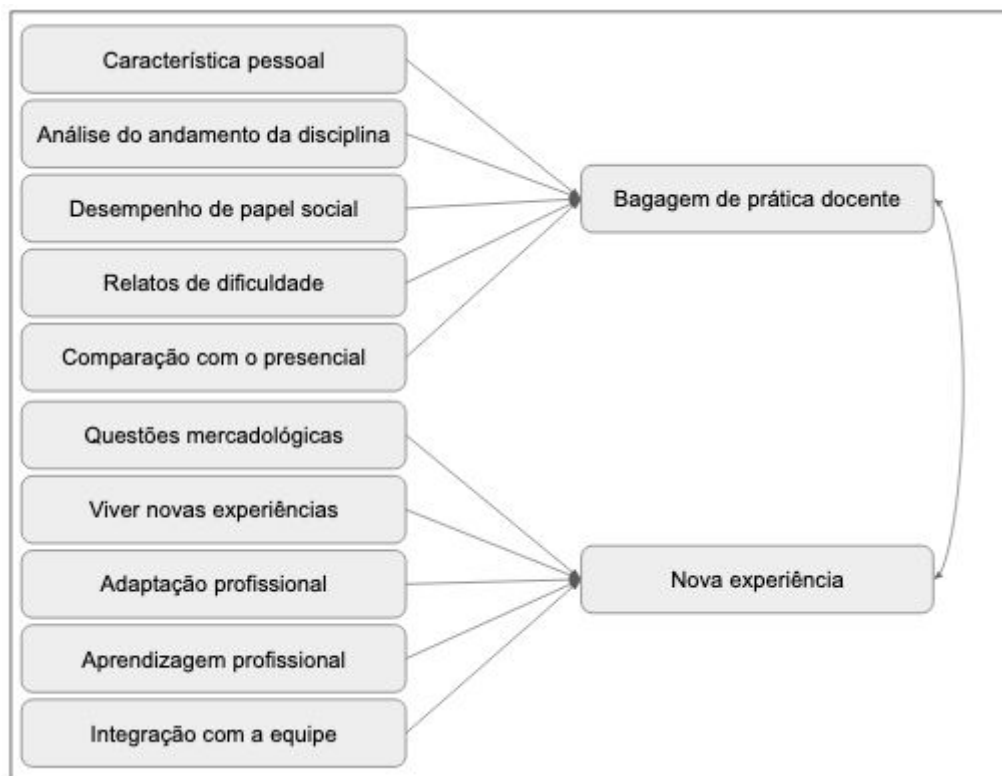 Característica pessoal
Análise do andamento da disciplina
Desempenho de papel social
Relatos de dificuldade
Comparação com o presencial
Questões mercadológicas
Viver novas experiências
Adaptação profissional
Aprendizagem profissional
Integração com a equipe
Bagagem de prática docente
Nova experiência